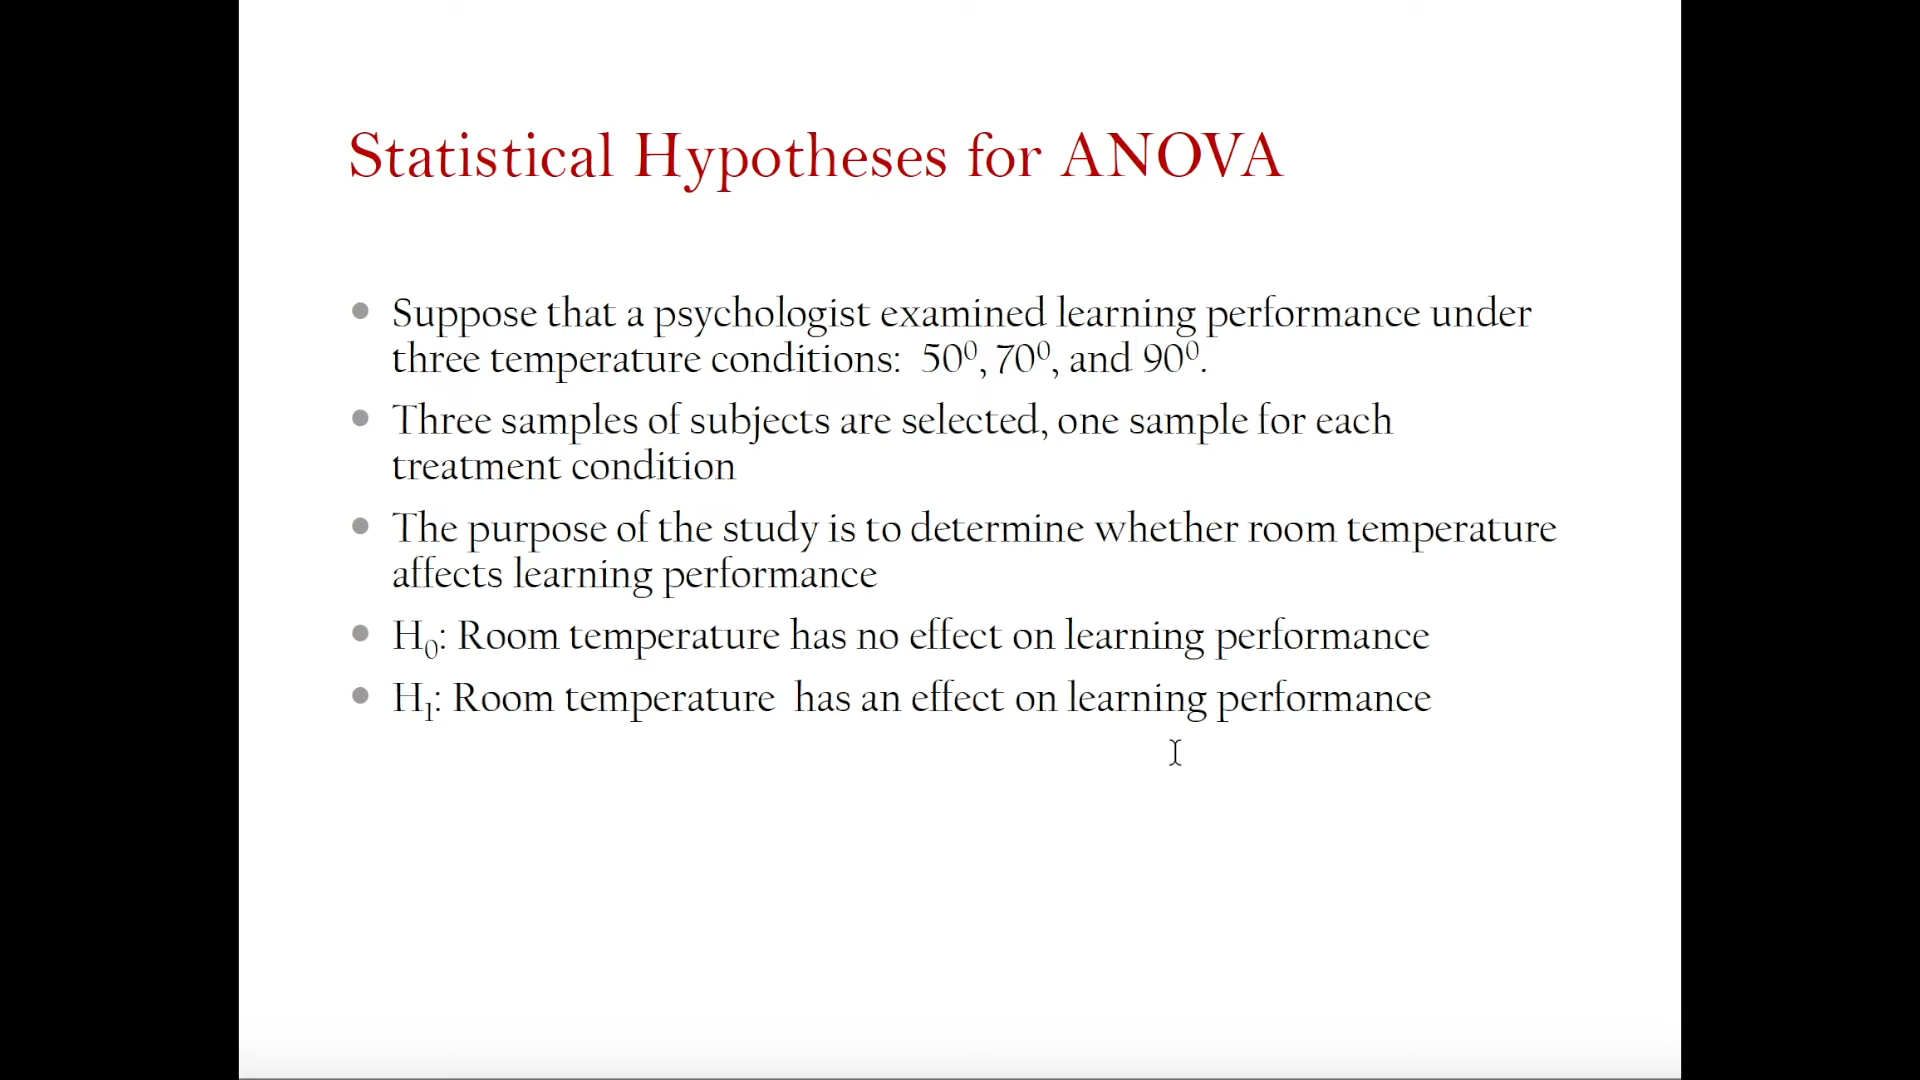 Statistical Hypotheses for ANOVA
• Suppose that a psychologist examined learning performance under
three temperature conditions:  50⁰, 70⁰, and 90⁰.
• Three samples of subjects are selected, one sample for each
treatment condition
• The purpose of the study is to determine whether room temperature
affects learning performance
• H₀: Room temperature has no effect on learning performance
• H₁: Room temperature  has an effect on learning performance